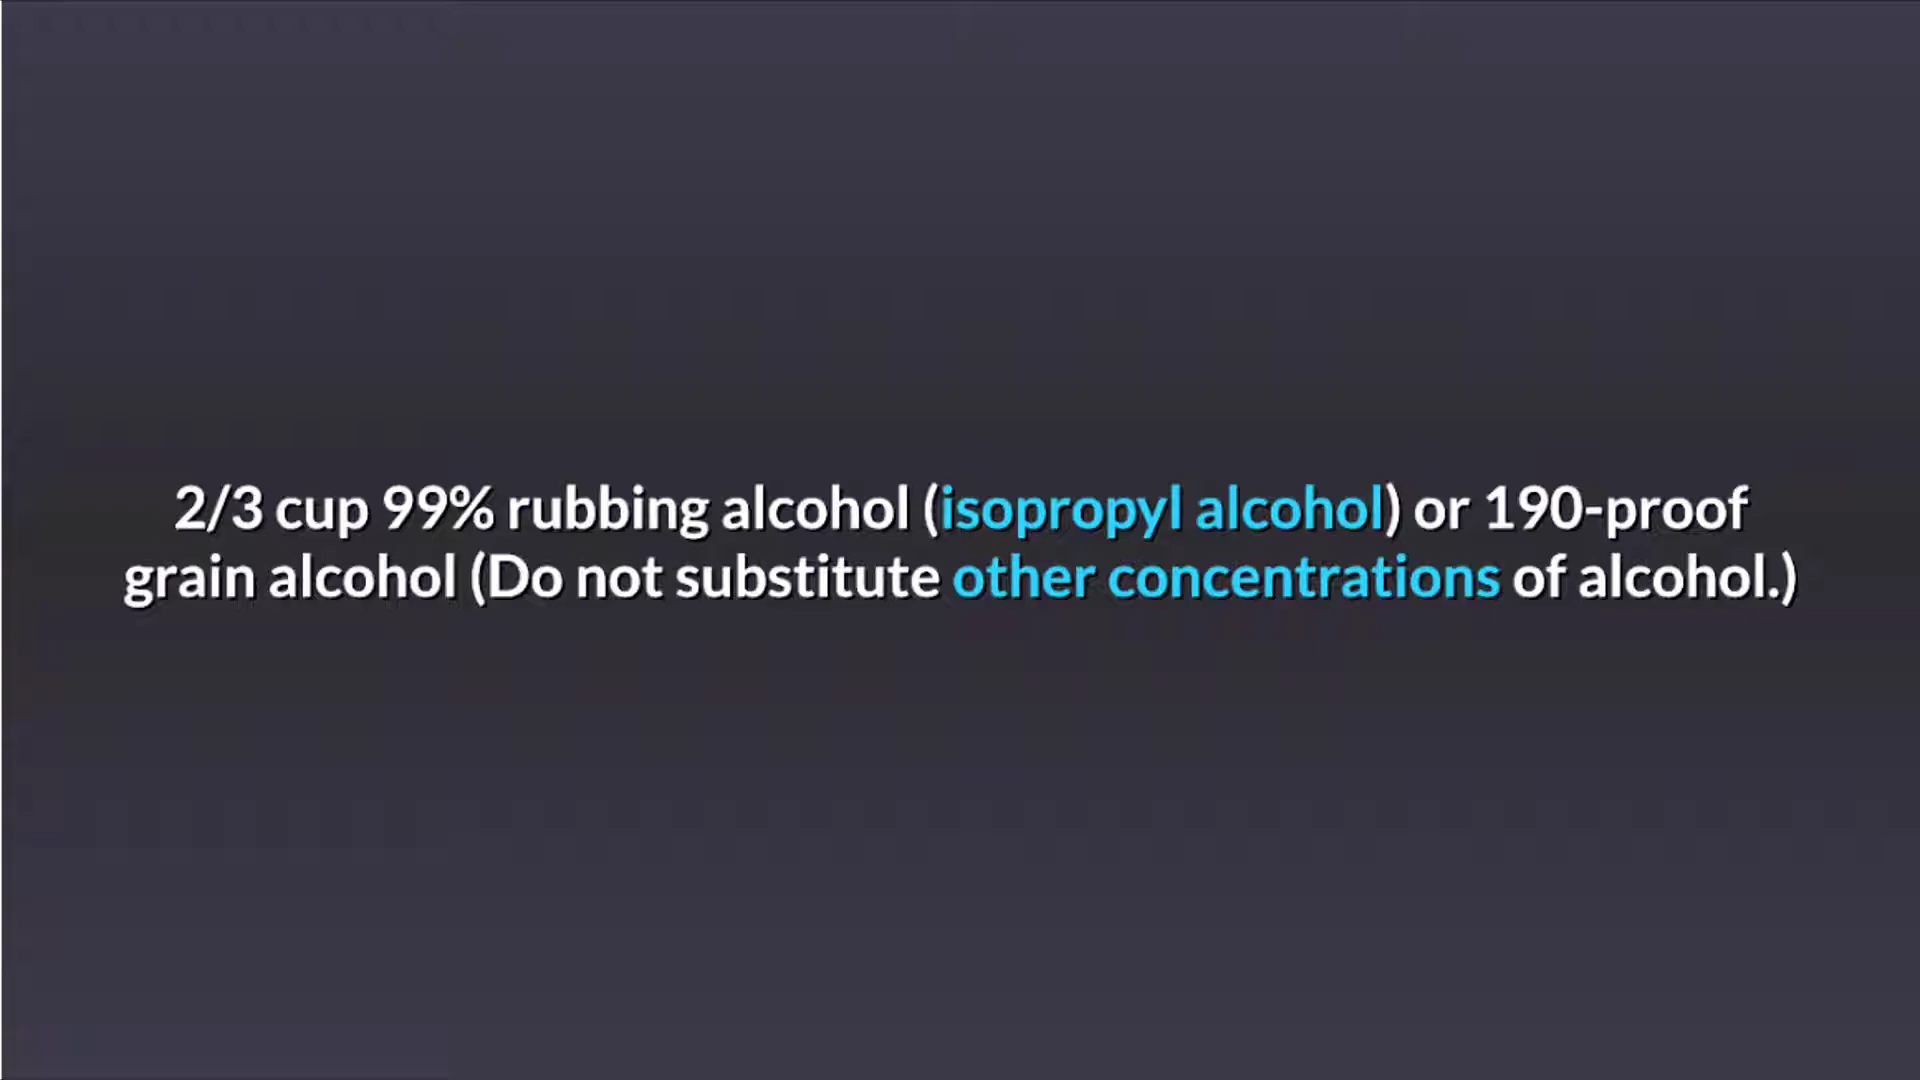 2/3 cup 99% rubbing alcohol (isopropyl alcohol) or 190-proof
grain alcohol (Do not substitute other concentrations of alcohol.)